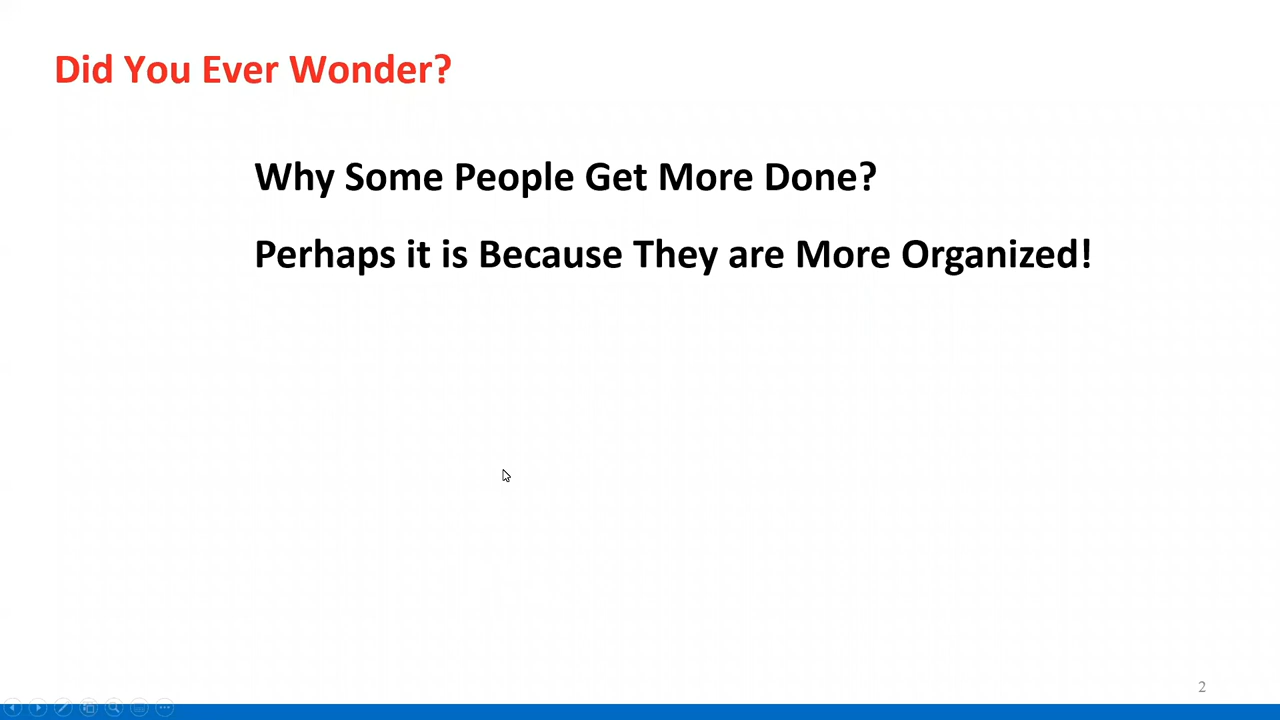 Did You Ever Wonder?
Why Some People Get More Done?
Perhaps it is Because They are More Organized!
2